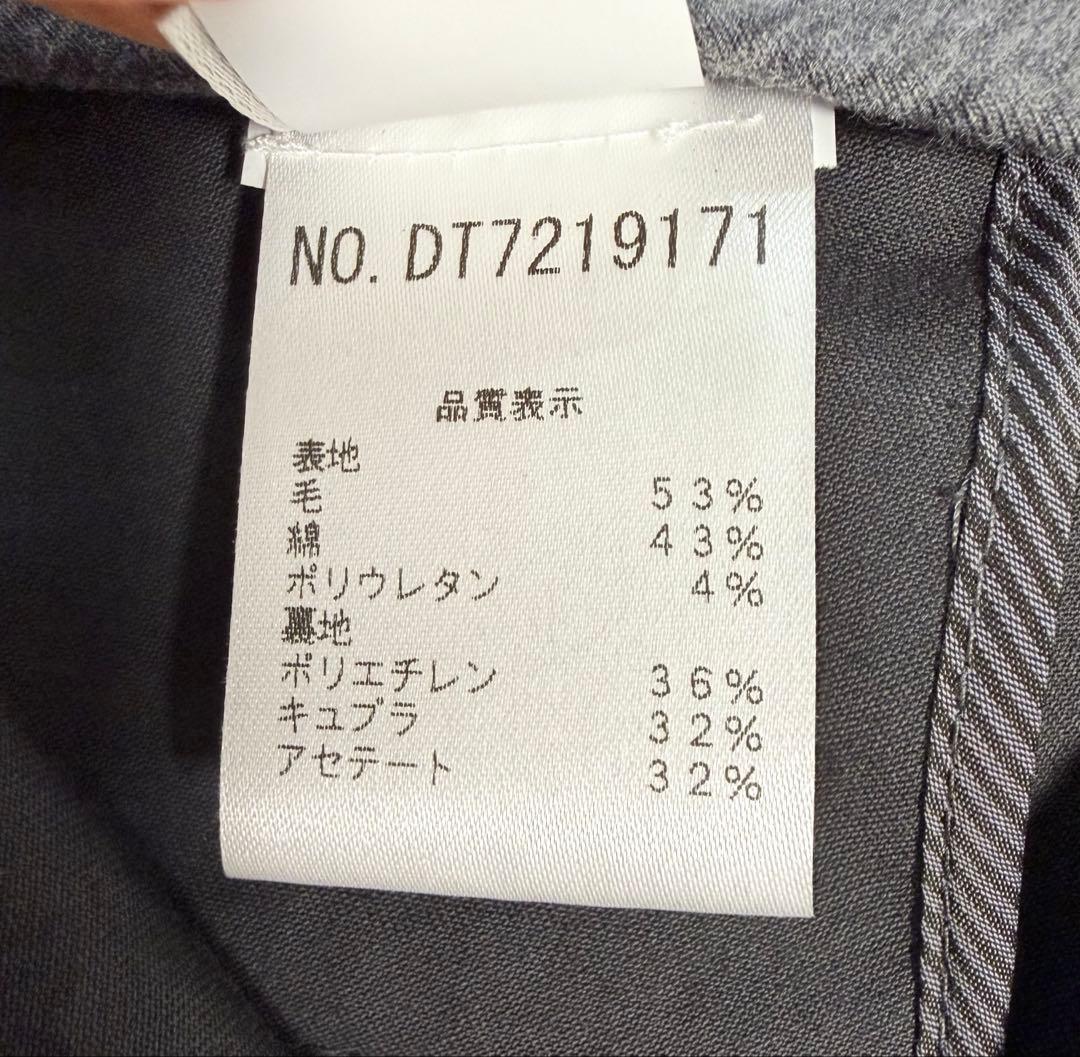 NO. DT7219171
品質表示
表地
毛 53%
綿 43%
ポリウレタン 4%
裏地
ポリエチレン 36%
キュプラ 32%
アセテート 32%